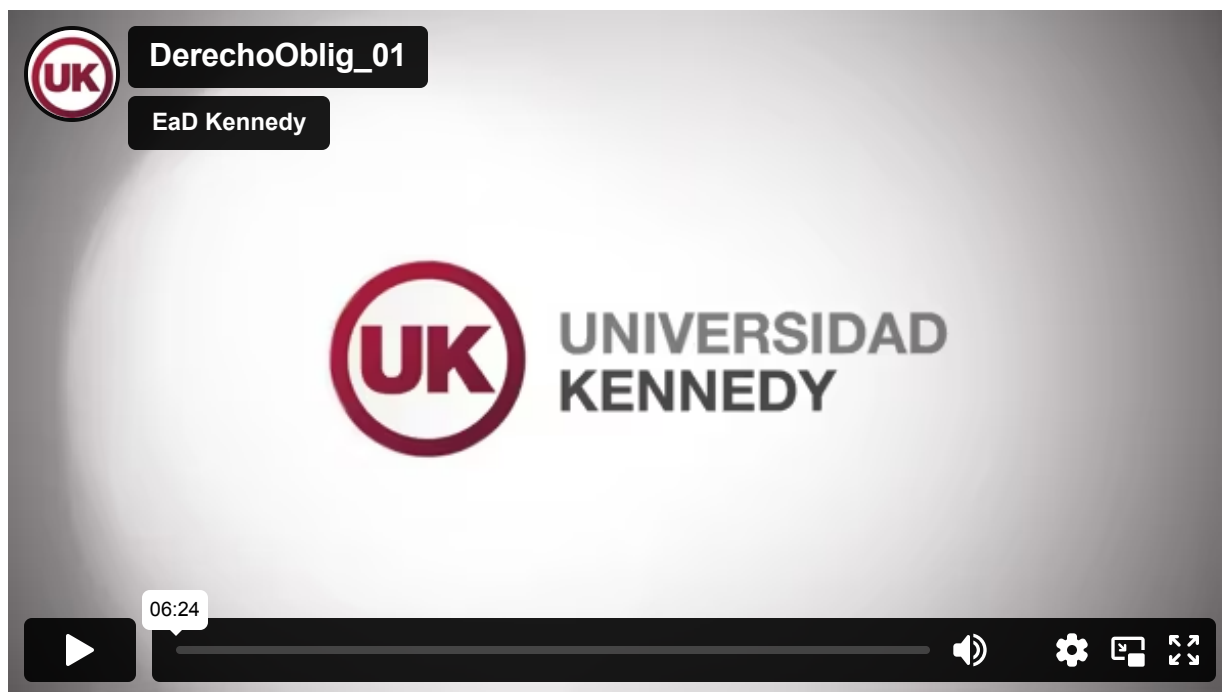 UK
DerechoOblig_01
EaD Kennedy
UK
UNIVERSIDAD
KENNEDY
06:24